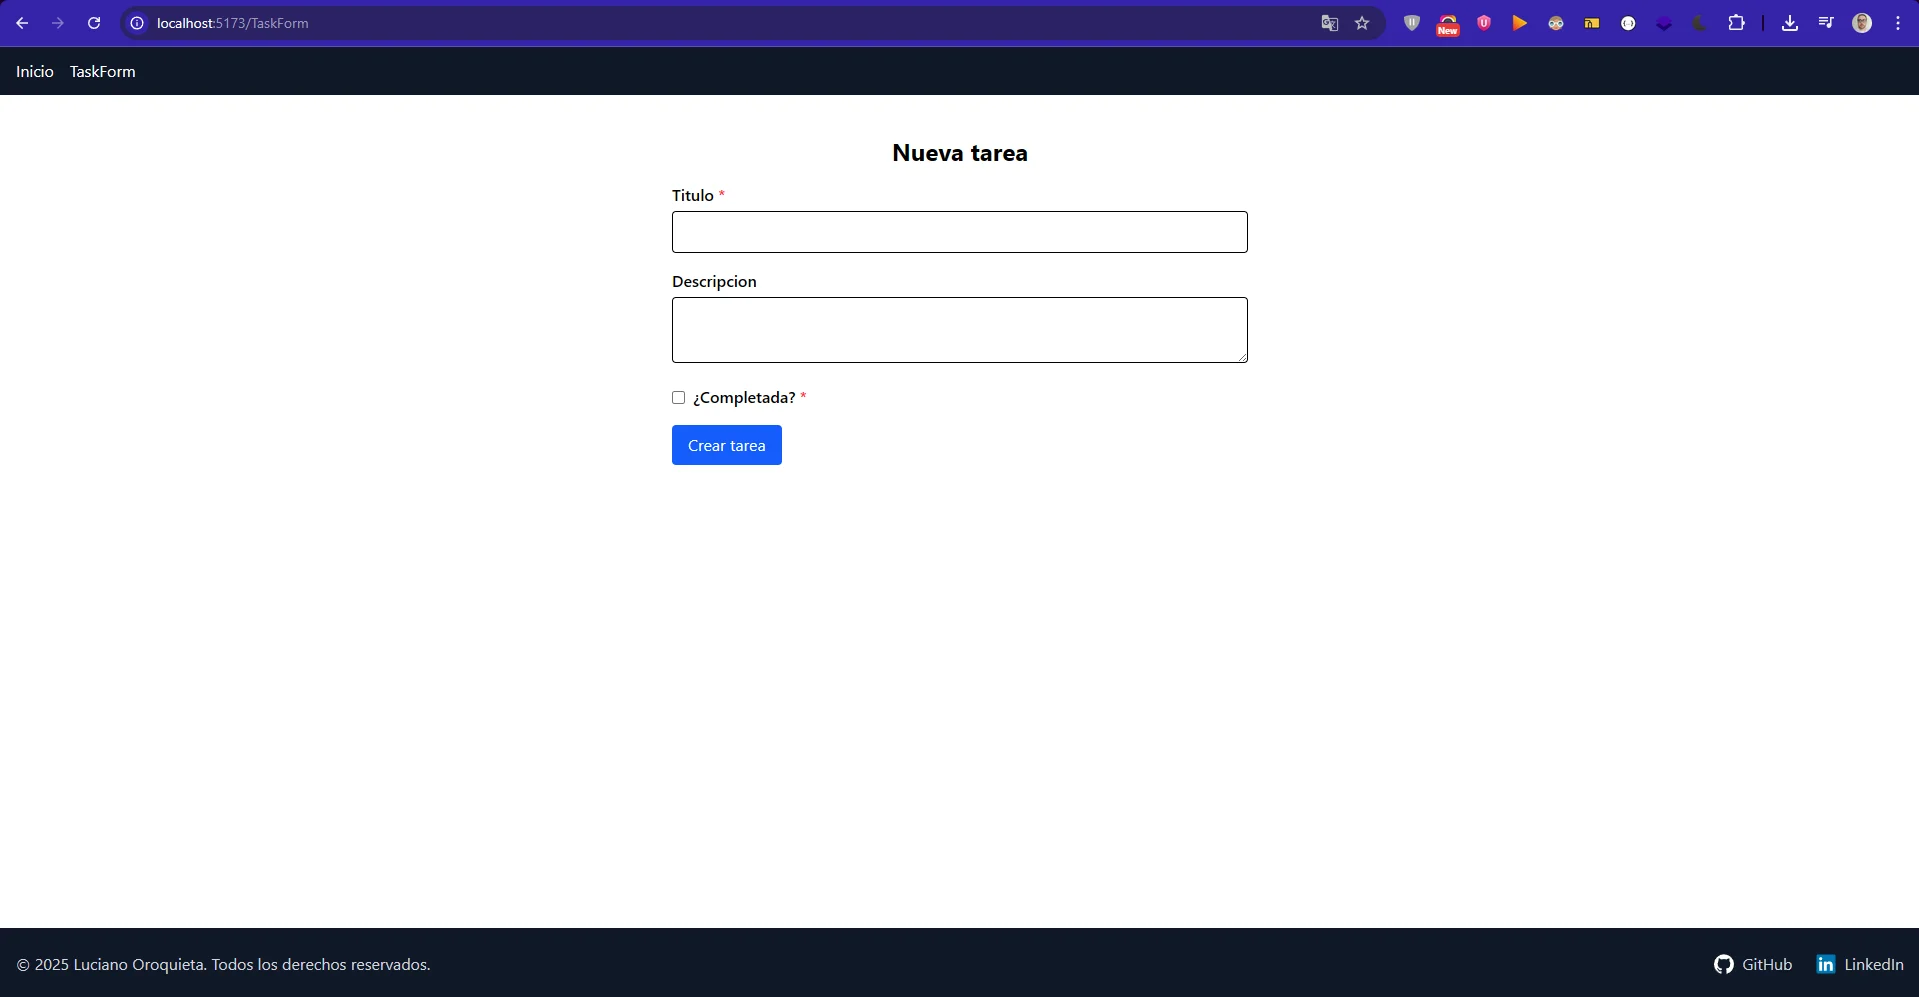 localhost:5173/TaskForm
New
Inicio TaskForm
Nueva tarea
Titulo *
Descripcion
¿Completada? *
Crear tarea
© 2025 Luciano Oroquieta. Todos los derechos reservados.
GitHub LinkedIn